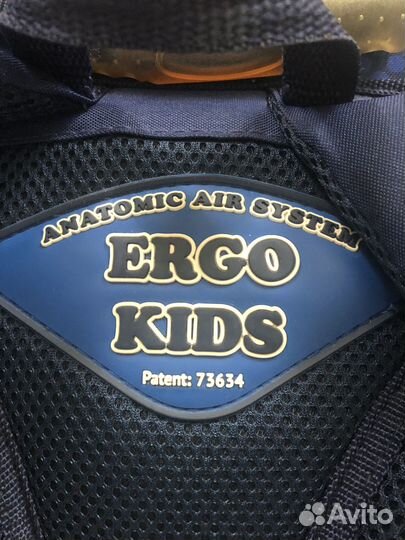 ANATOMIC AIR SYSTEM
ERGO
KIDS
Patent: 73634
Avito